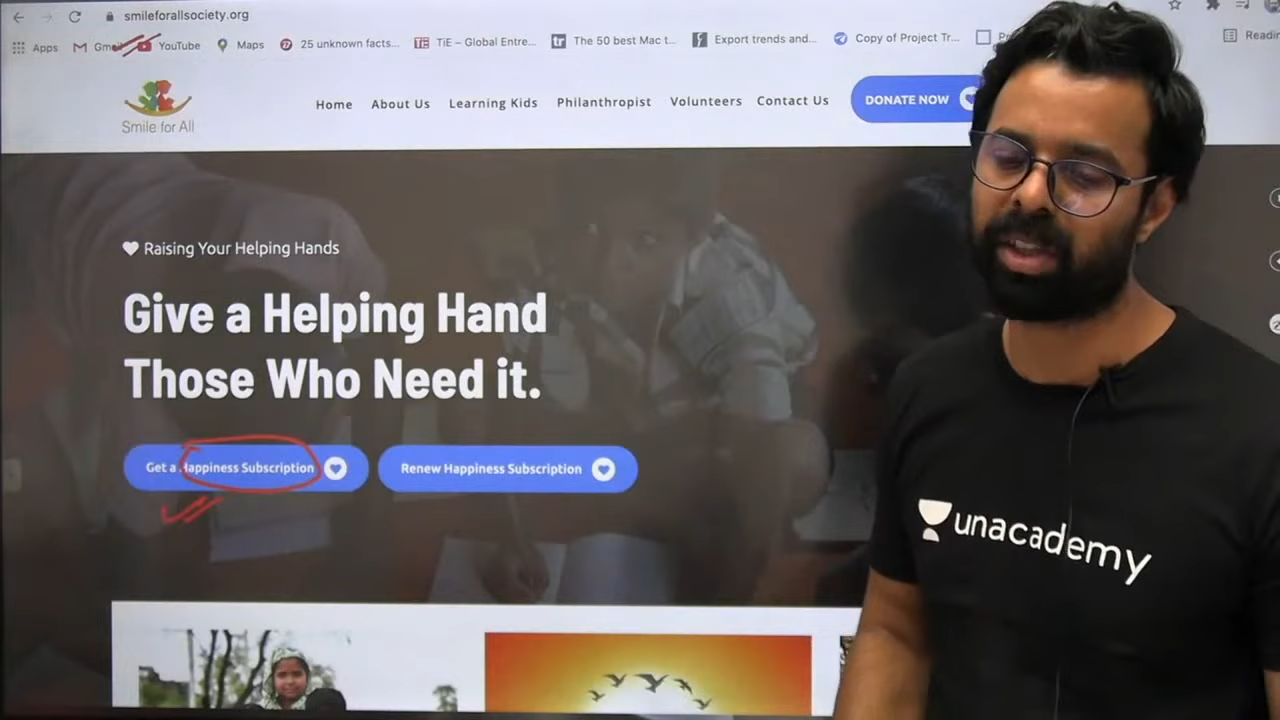 smileforallsociety.org
Apps
YouTube
Maps
25 unknown facts...
TiE – Global Entre...
The 50 best Mac t...
Export trends and...
Copy of Project Tr...
Smile for All
Home
About Us
Learning Kids
Philanthropist
Volunteers
Contact Us
DONATE NOW
Raising Your Helping Hands
Give a Helping Hand
Those Who Need it.
Get a Happiness Subscription
Renew Happiness Subscription
unacademy